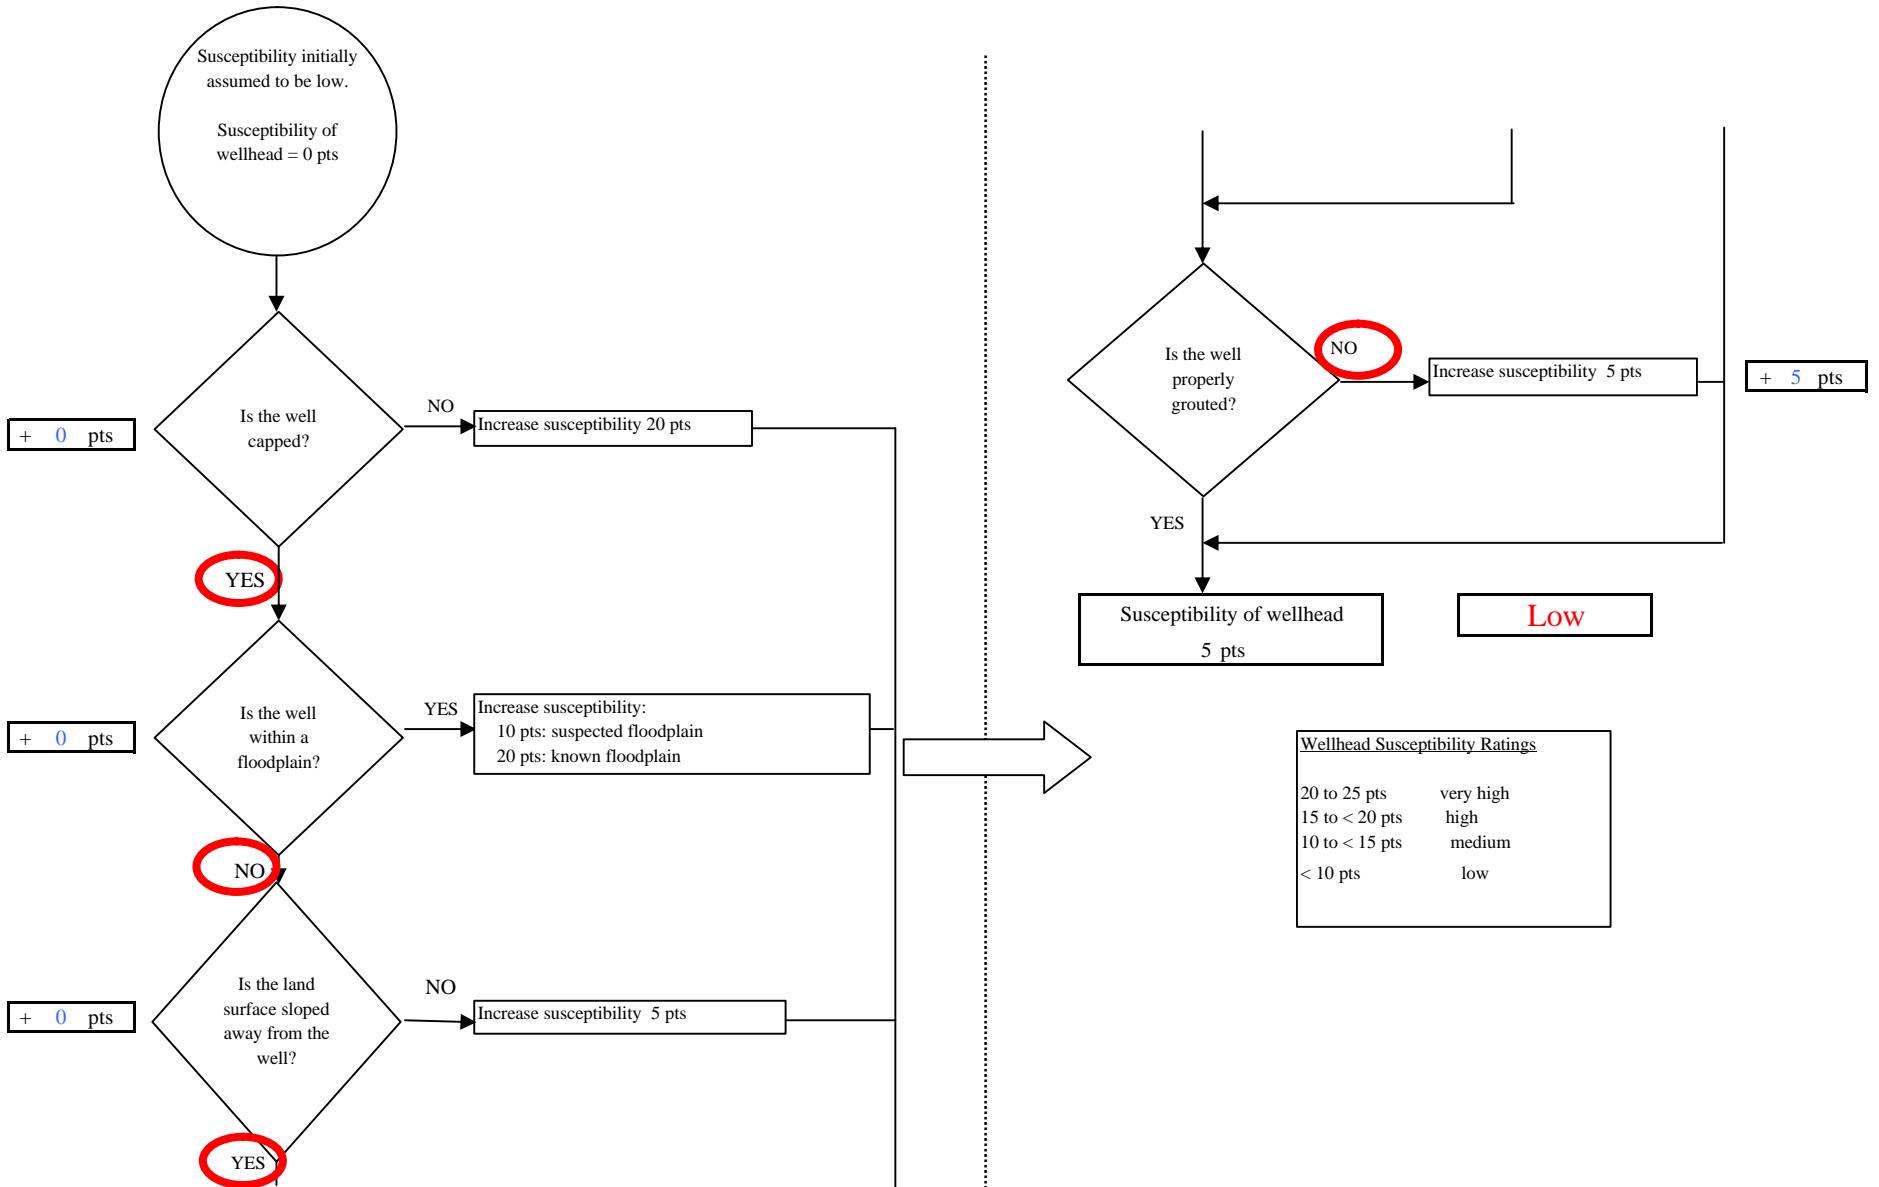 Susceptibility initially
assumed to be low.
Susceptibility of
wellhead = 0 pts
Is the well
capped?
NO
Increase susceptibility 20 pts
+ 0 pts
YES
Is the well
within a
floodplain?
YES
Increase susceptibility:
10 pts: suspected floodplain
20 pts: known floodplain
+ 0 pts
NO
Is the land
surface sloped
away from the
well?
NO
Increase susceptibility 5 pts
+ 0 pts
YES
Is the well
properly
grouted?
NO
Increase susceptibility 5 pts
+ 5 pts
YES
Susceptibility of wellhead
5 pts
Low
Wellhead Susceptibility Ratings
20 to 25 pts very high
15 to < 20 pts high
10 to < 15 pts medium
< 10 pts low